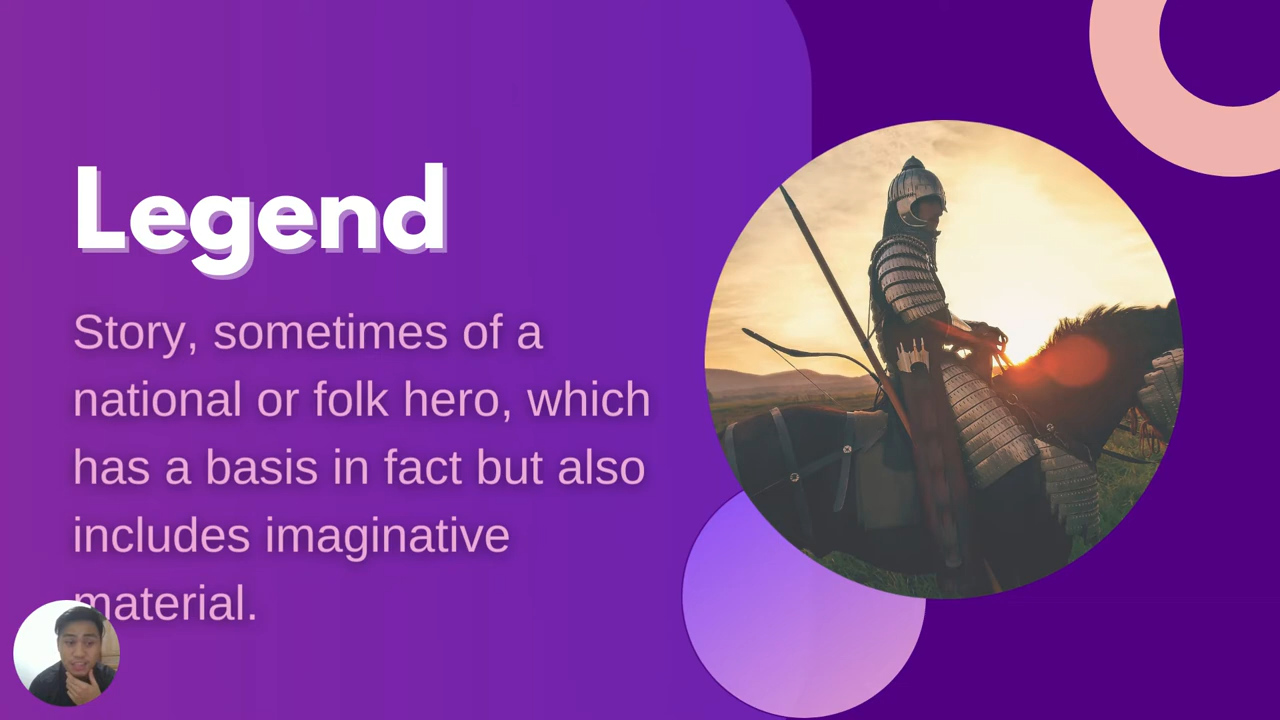 Legend
Story, sometimes of a
national or folk hero, which
has a basis in fact but also
includes imaginative
material.